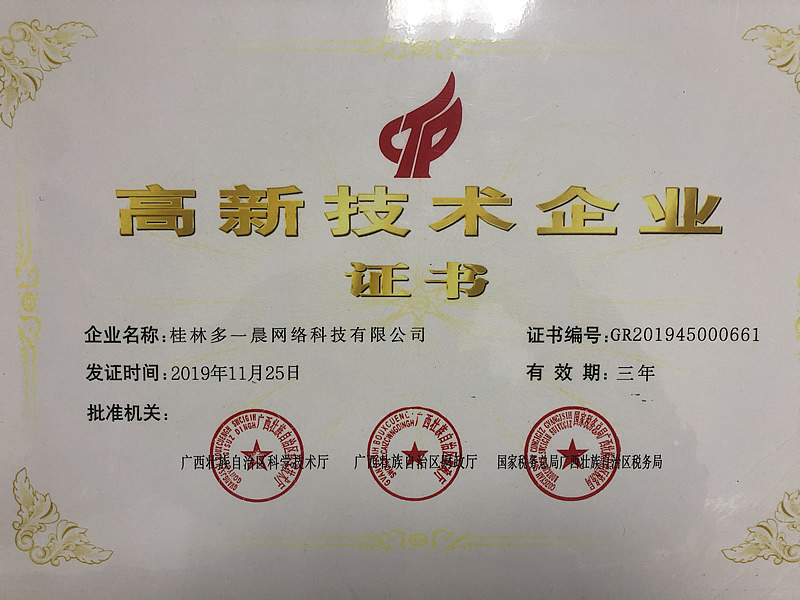 高新技术企业
证书
企业名称:桂林多一晨网络科技有限公司 证书编号:GR201945000661
发证时间:2019年11月25日 有 效 期:三年
批准机关:
广西壮族自治区科学技术厅 广西壮族自治区财政厅 国家税务总局广西壮族自治区税务局